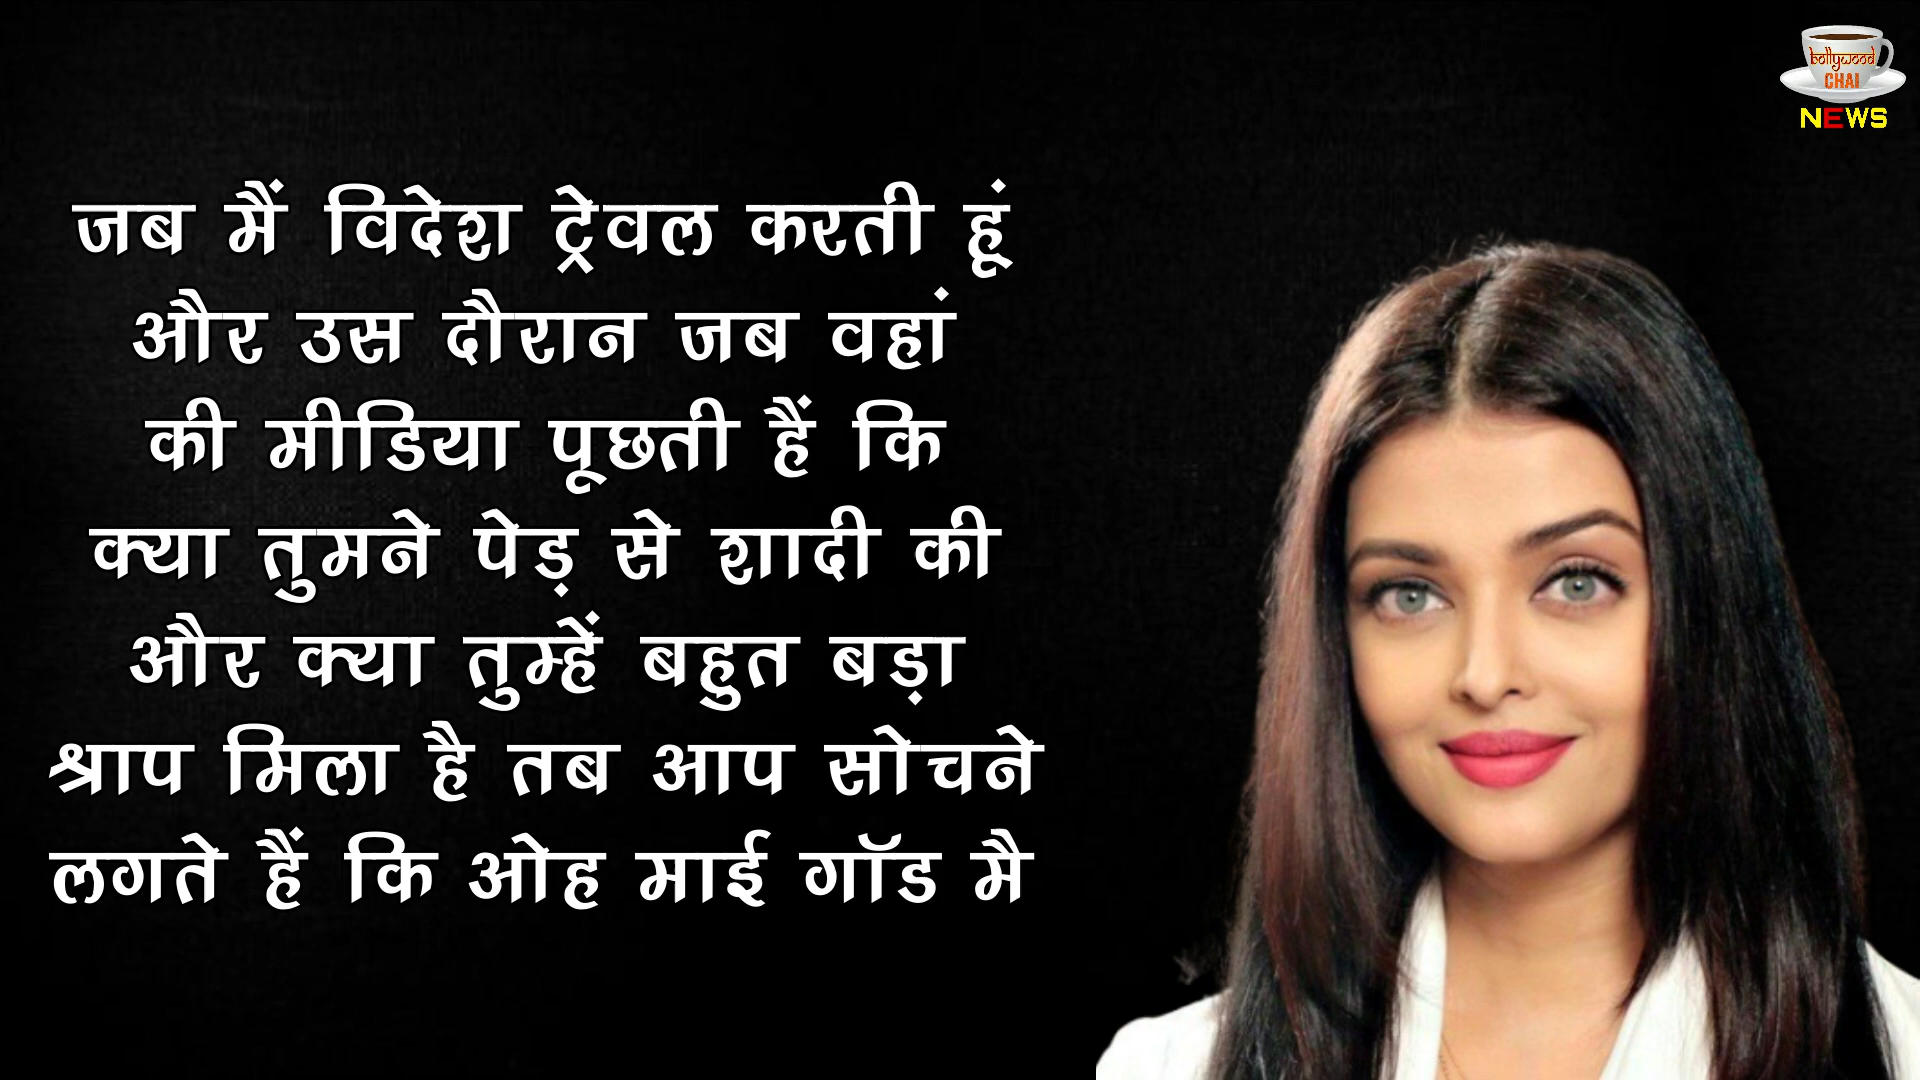 bollywood
CHAI
NEWS
जब मैं विदेश ट्रेवल करती हूं
और उस दौरान जब वहां
की मीडिया पूछती हैं कि
क्या तुमने पेड़ से शादी की
और क्या तुम्हें बहुत बड़ा
श्राप मिला है तब आप सोचने
लगते हैं कि ओह माई गॉड मै